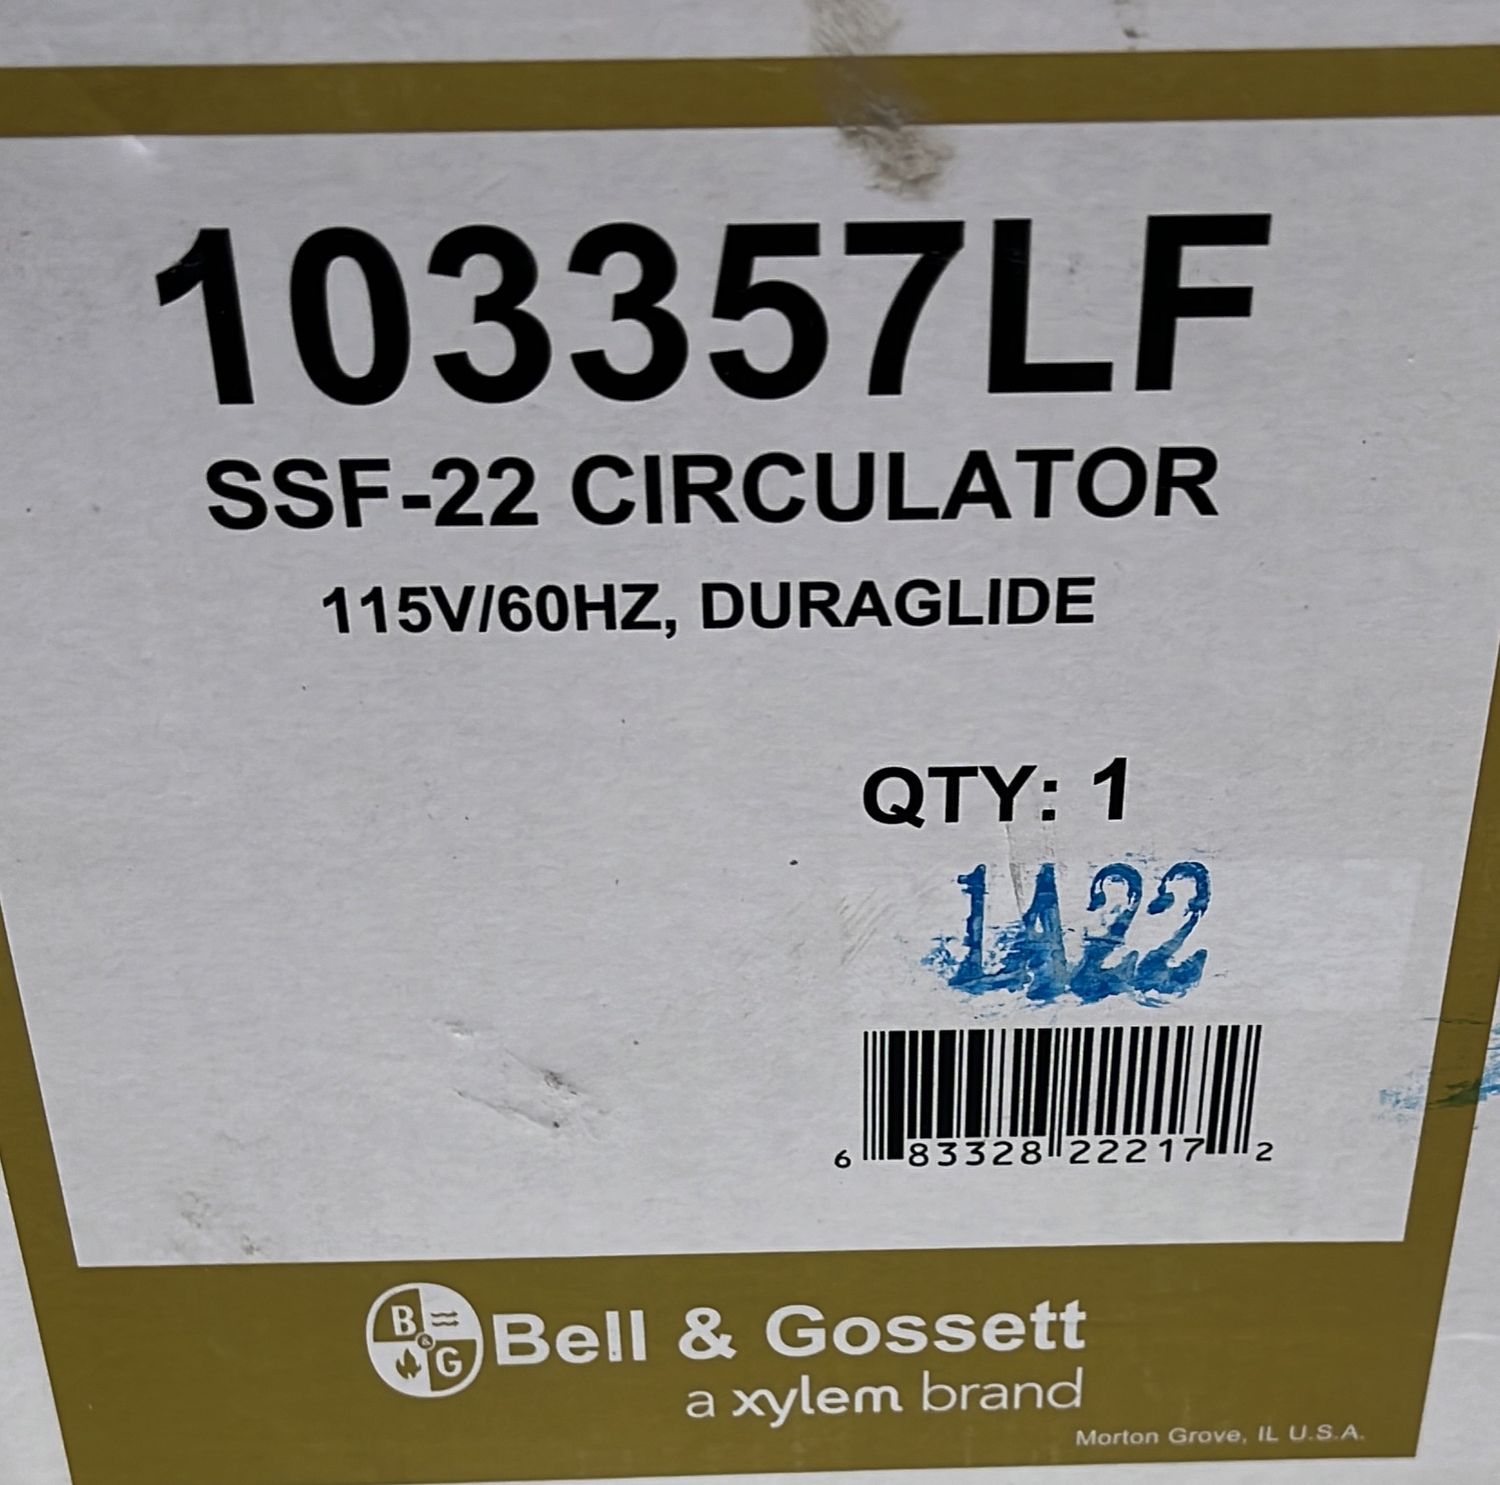 103357LF
SSF-22 CIRCULATOR
115V/60HZ, DURAGLIDE
QTY: 1
1A22
6 83328 22217 2
B & G Bell & Gossett
a xylem brand
Morton Grove, IL U.S.A.